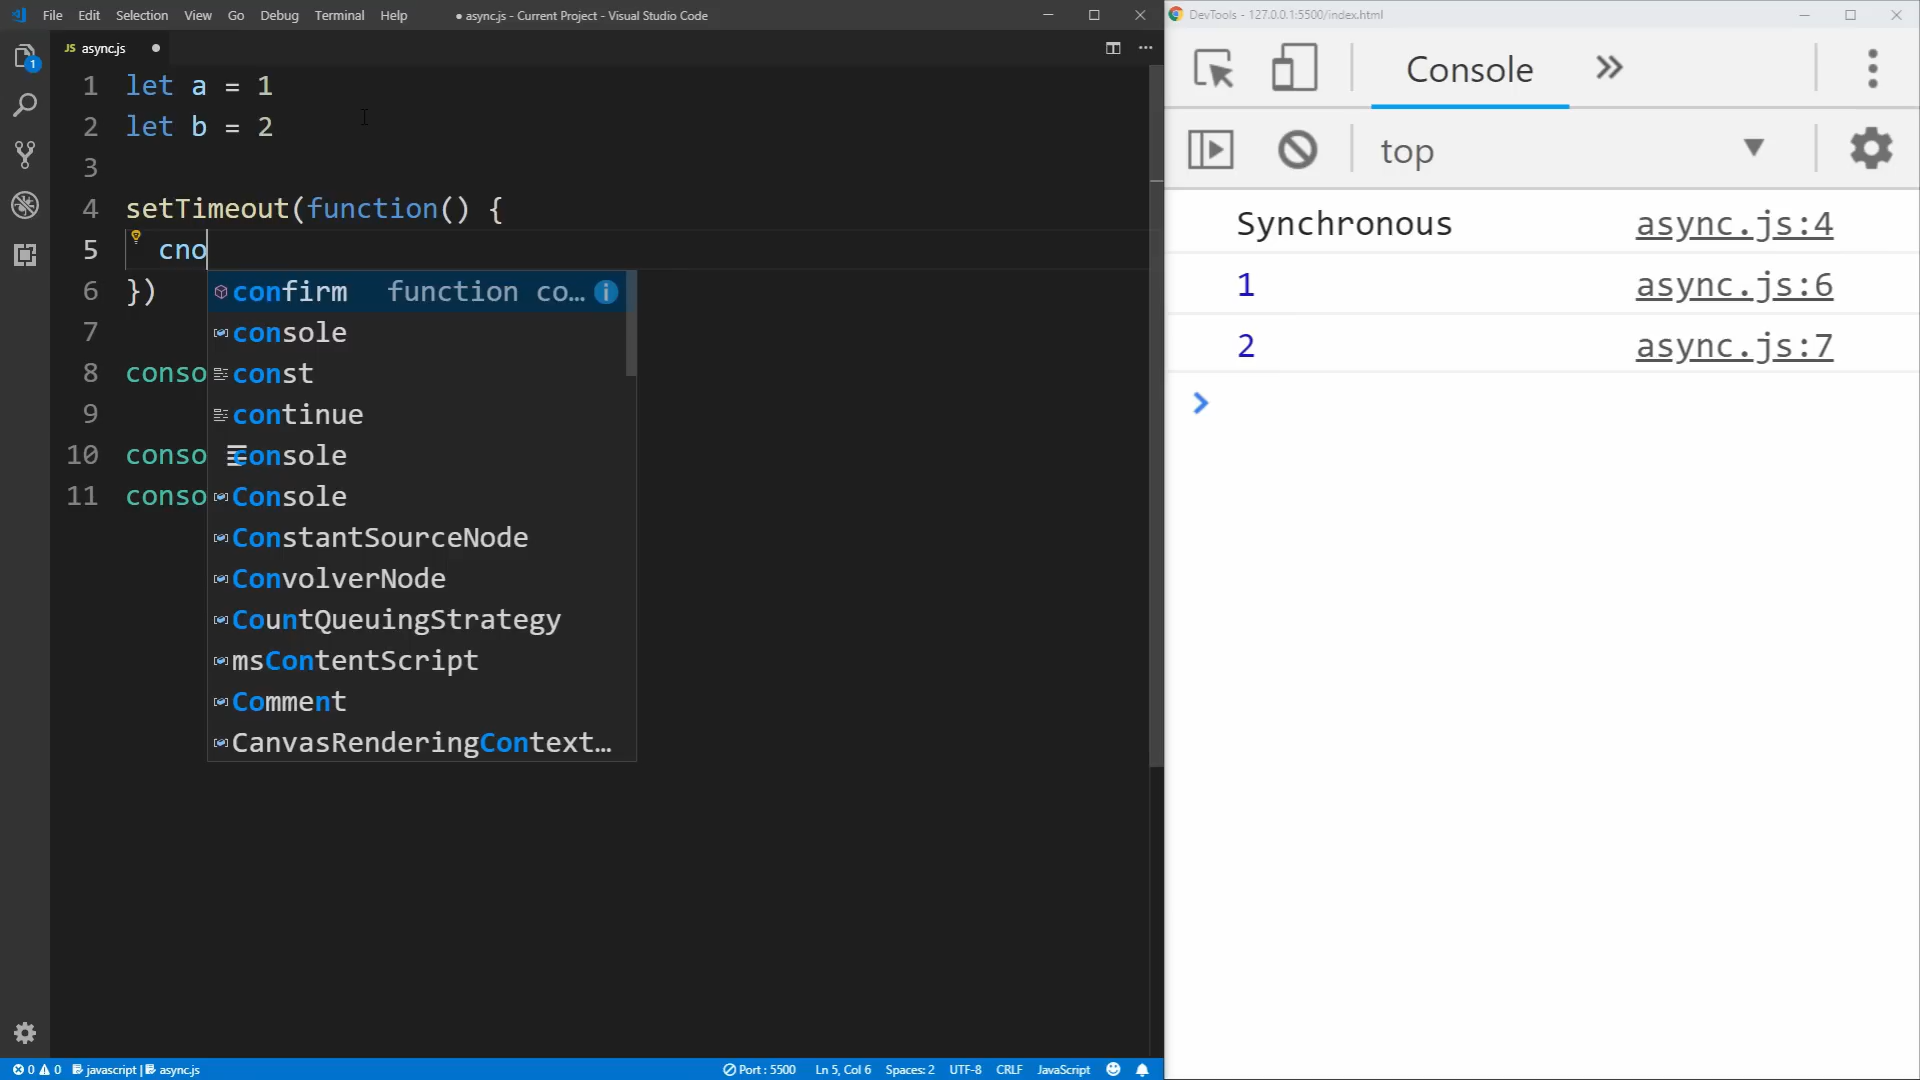 File Edit Selection View Go Debug Terminal Help
● async.js - Current Project - Visual Studio Code
JS async.js
1 let a = 1
2 let b = 2
3
4 setTimeout(function() {
5 cno
6 })
7
8 conso
9
10 conso
11 conso
confirm function co...
console
const
continue
console
Console
ConstantSourceNode
ConvolverNode
CountQueuingStrategy
msContentScript
Comment
CanvasRenderingContext...
1
0 0 javascript | async.js
Port : 5500 Ln 5, Col 6 Spaces: 2 UTF-8 CRLF JavaScript
DevTools - 127.0.0.1:5500/index.html
Console
top
Synchronous async.js:4
1 async.js:6
2 async.js:7